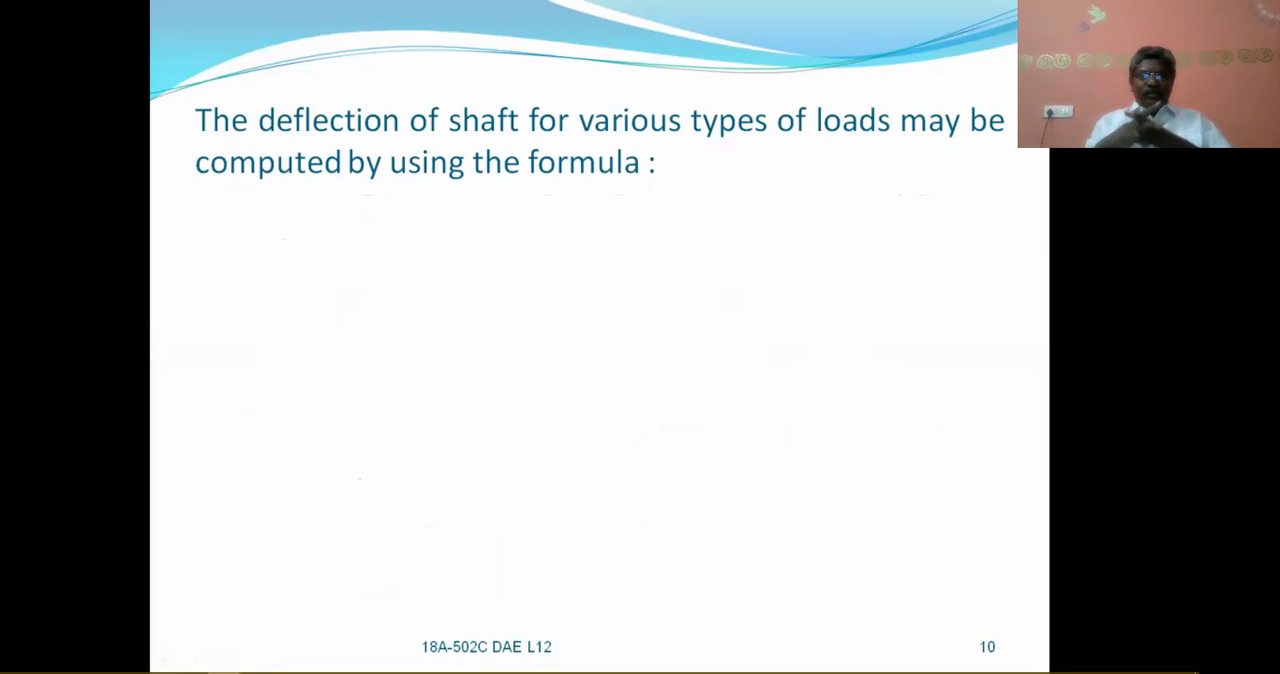 The deflection of shaft for various types of loads may be
computed by using the formula :
18A-502C DAE L12
10